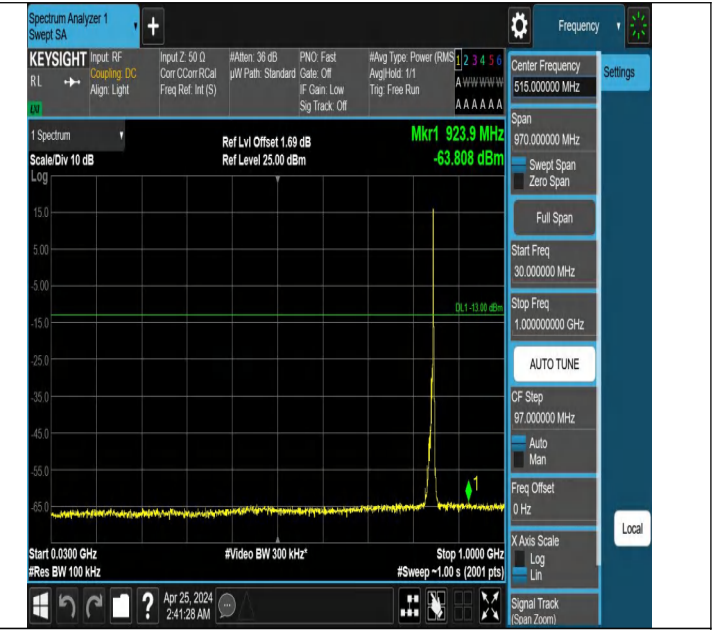 Spectrum Analyzer 1
Swept SA
+
Frequency
KEYSIGHT
RL
LXI
Input: RF
Coupling: DC
Align: Light
Input Z: 50 Ω
Corr CCorr RCal
Freq Ref: Int (S)
#Atten: 36 dB
µW Path: Standard
PNO: Fast
Gate: Off
IF Gain: Low
Sig Track: Off
#Avg Type: Power (RMS
Avg|Hold: 1/1
Trig: Free Run
1 2 3 4 5 6
A W W W W W
A A A A A A
1 Spectrum
Scale/Div 10 dB
Log
Ref Lvl Offset 1.69 dB
Ref Level 25.00 dBm
Mkr1 923.9 MHz
-63.808 dBm
15.0
5.00
-5.00
-15.0
-25.0
-35.0
-45.0
-55.0
-65.0
DL1 -13.00 dBm
1
Start 0.0300 GHz
#Res BW 100 kHz
#Video BW 300 kHz*
Stop 1.0000 GHz
#Sweep ~1.00 s (2001 pts)
?
Apr 25, 2024
2:41:28 AM
Center Frequency
515.000000 MHz
Settings
Span
970.000000 MHz
Swept Span
Zero Span
Full Span
Start Freq
30.000000 MHz
Stop Freq
1.000000000 GHz
AUTO TUNE
CF Step
97.000000 MHz
Auto
Man
Freq Offset
0 Hz
X Axis Scale
Log
Lin
Local
Signal Track
(Span Zoom)